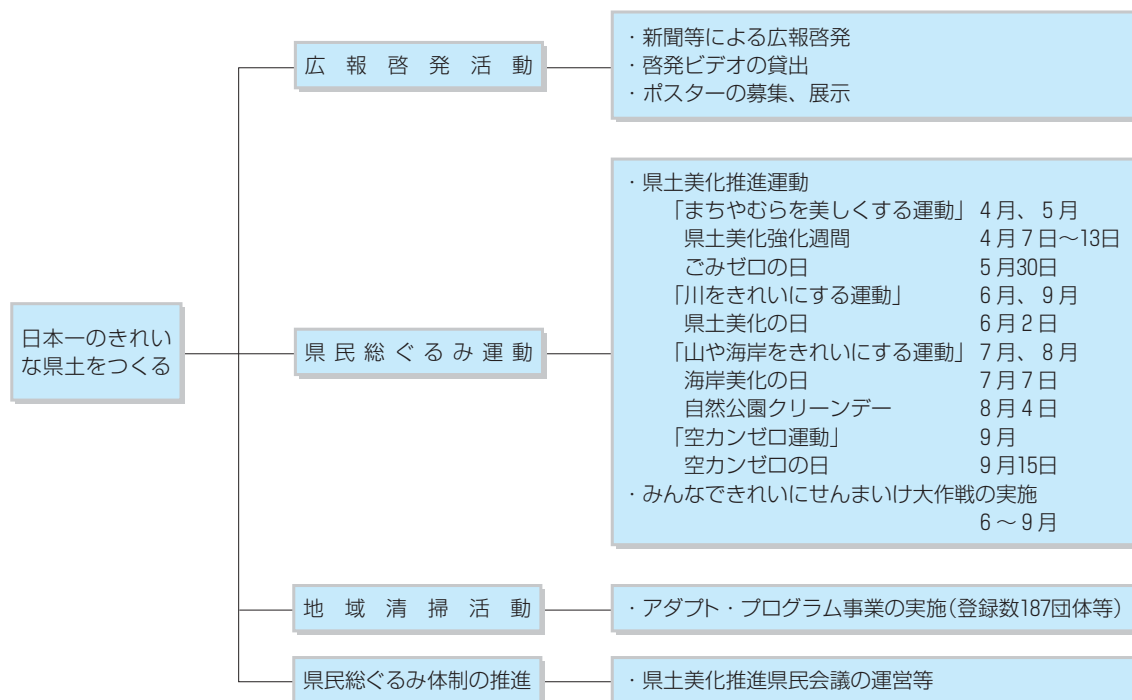 日本一のきれい
な県土をつくる
広報啓発活動
・新聞等による広報啓発
・啓発ビデオの貸出
・ポスターの募集、展示
県民総ぐるみ運動
・県土美化推進運動
「まちやむらを美しくする運動」 4月、5月
県土美化強化週間 4月7日～13日
ごみゼロの日 5月30日
「川をきれいにする運動」 6月、9月
県土美化の日 6月2日
「山や海岸をきれいにする運動」 7月、8月
海岸美化の日 7月7日
自然公園クリーンデー 8月4日
「空カンゼロ運動」 9月
空カンゼロの日 9月15日
・みんなできれいにせんまいけ大作戦の実施
6～9月
地域清掃活動
・アダプト・プログラム事業の実施(登録数187団体等)
県民総ぐるみ体制の推進
・県土美化推進県民会議の運営等